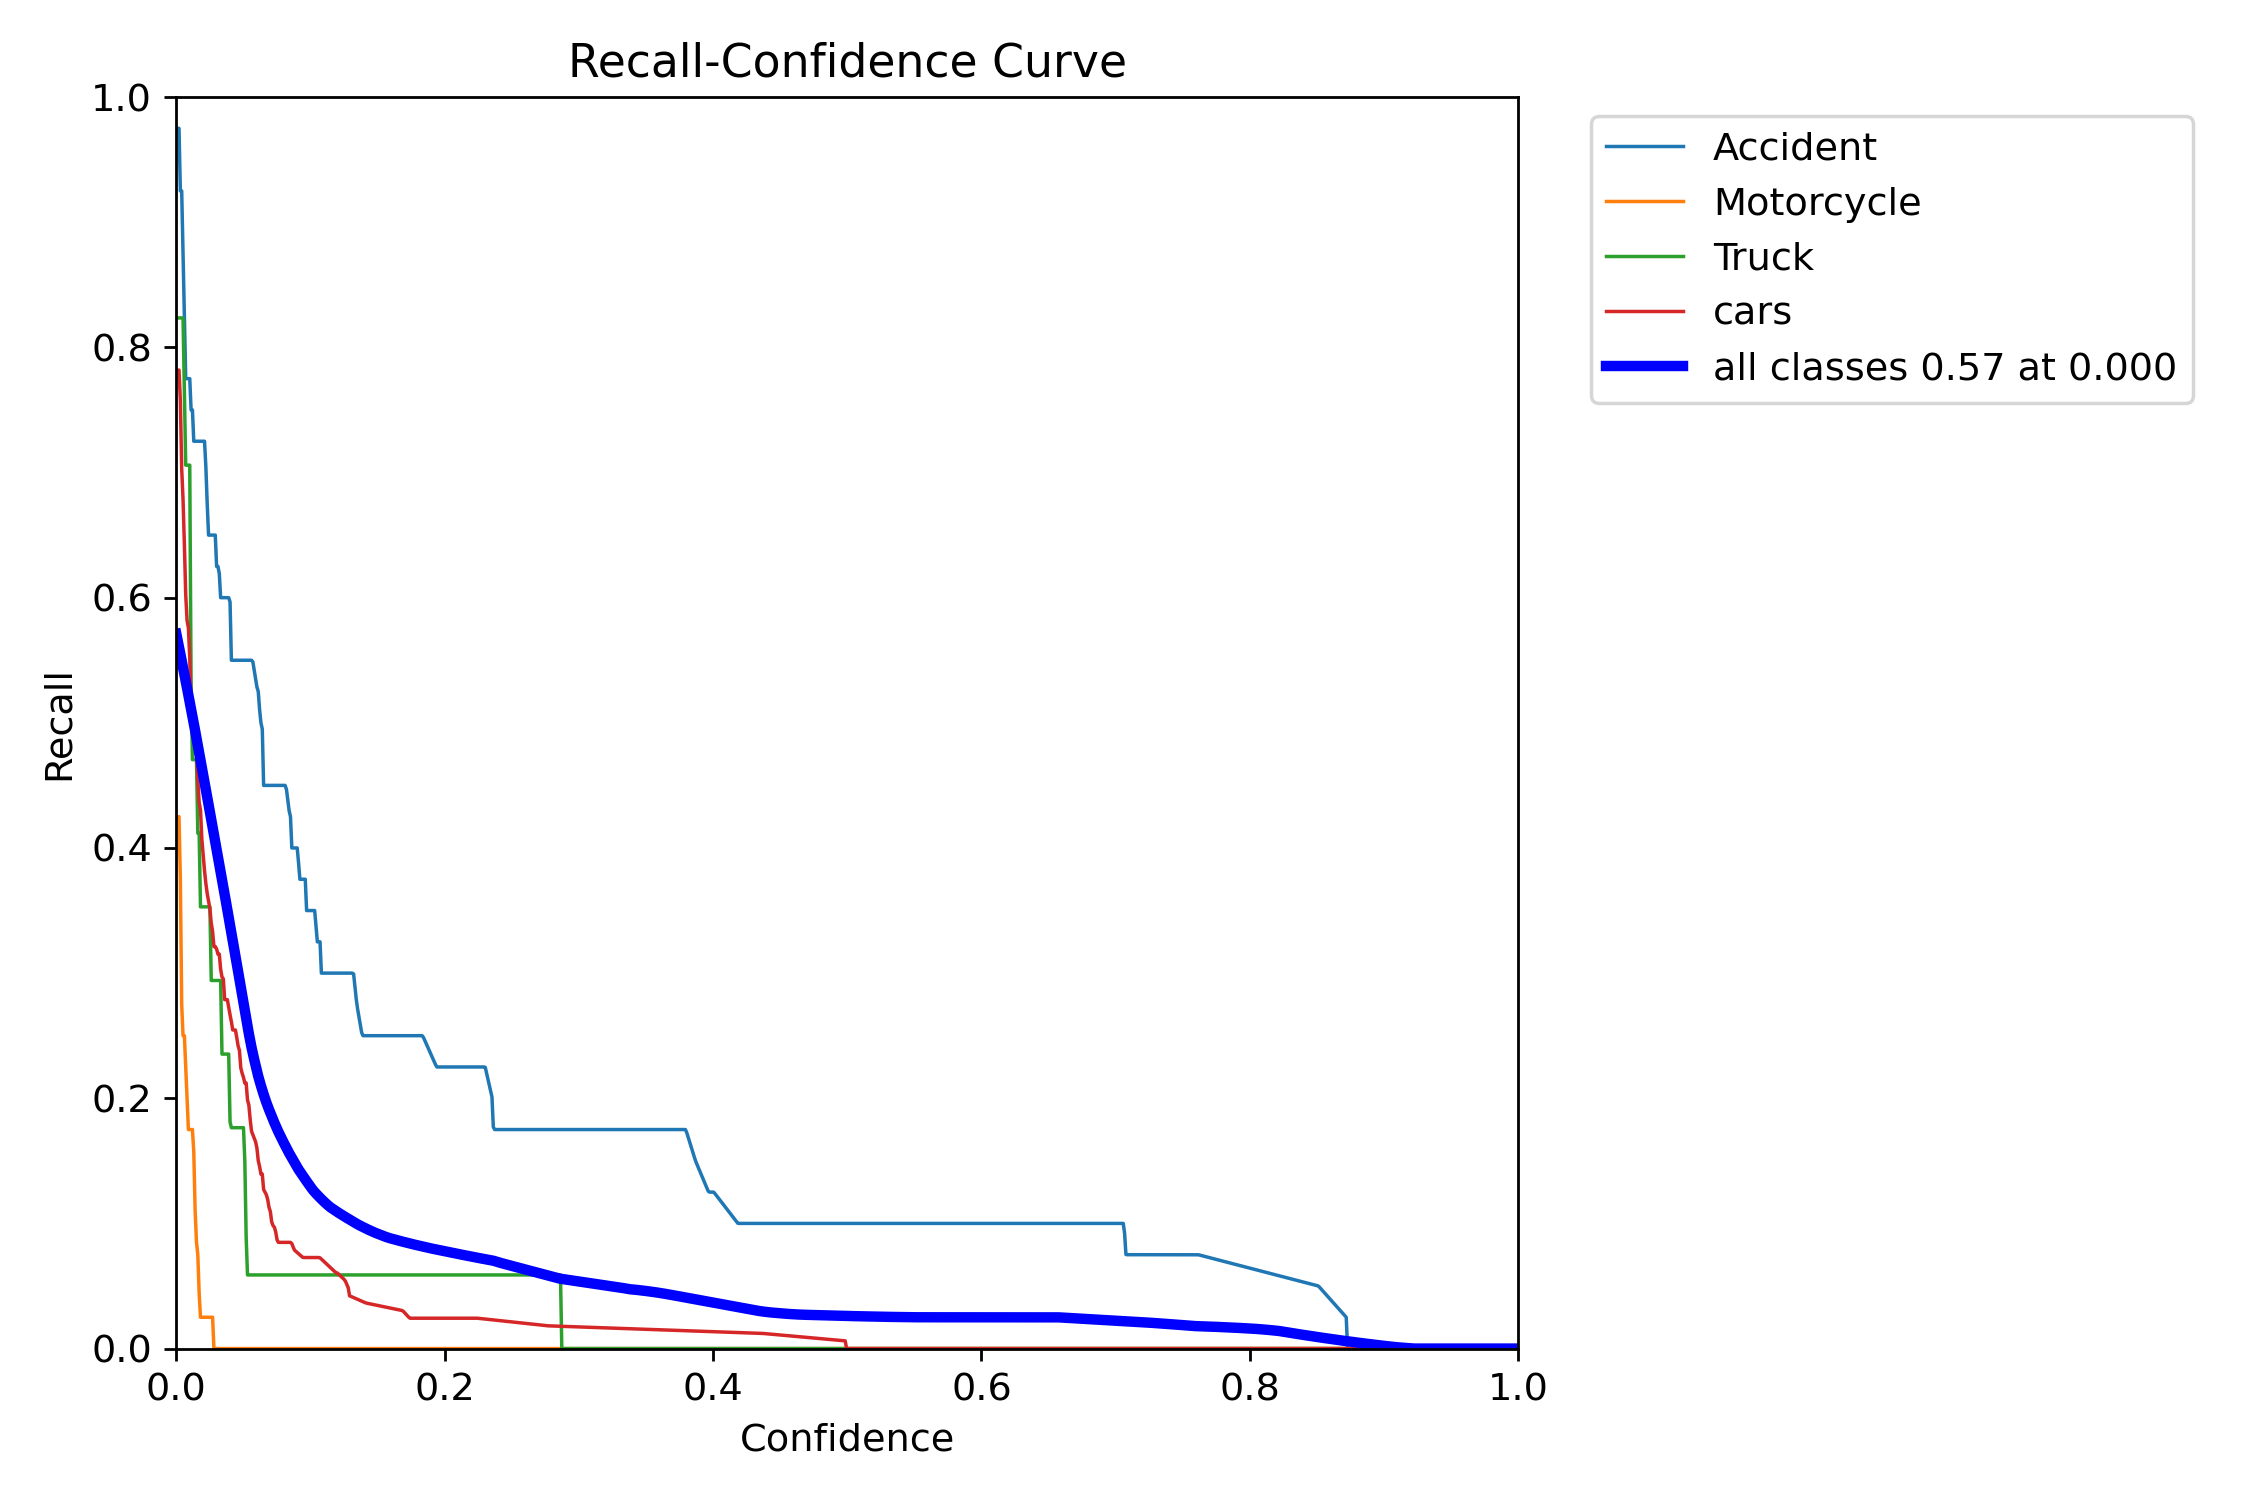 Recall-Confidence Curve
1.0
0.8
0.6
0.4
0.2
0.0
Recall
0.0 0.2 0.4 0.6 0.8 1.0
Confidence
Accident
Motorcycle
Truck
cars
all classes 0.57 at 0.000